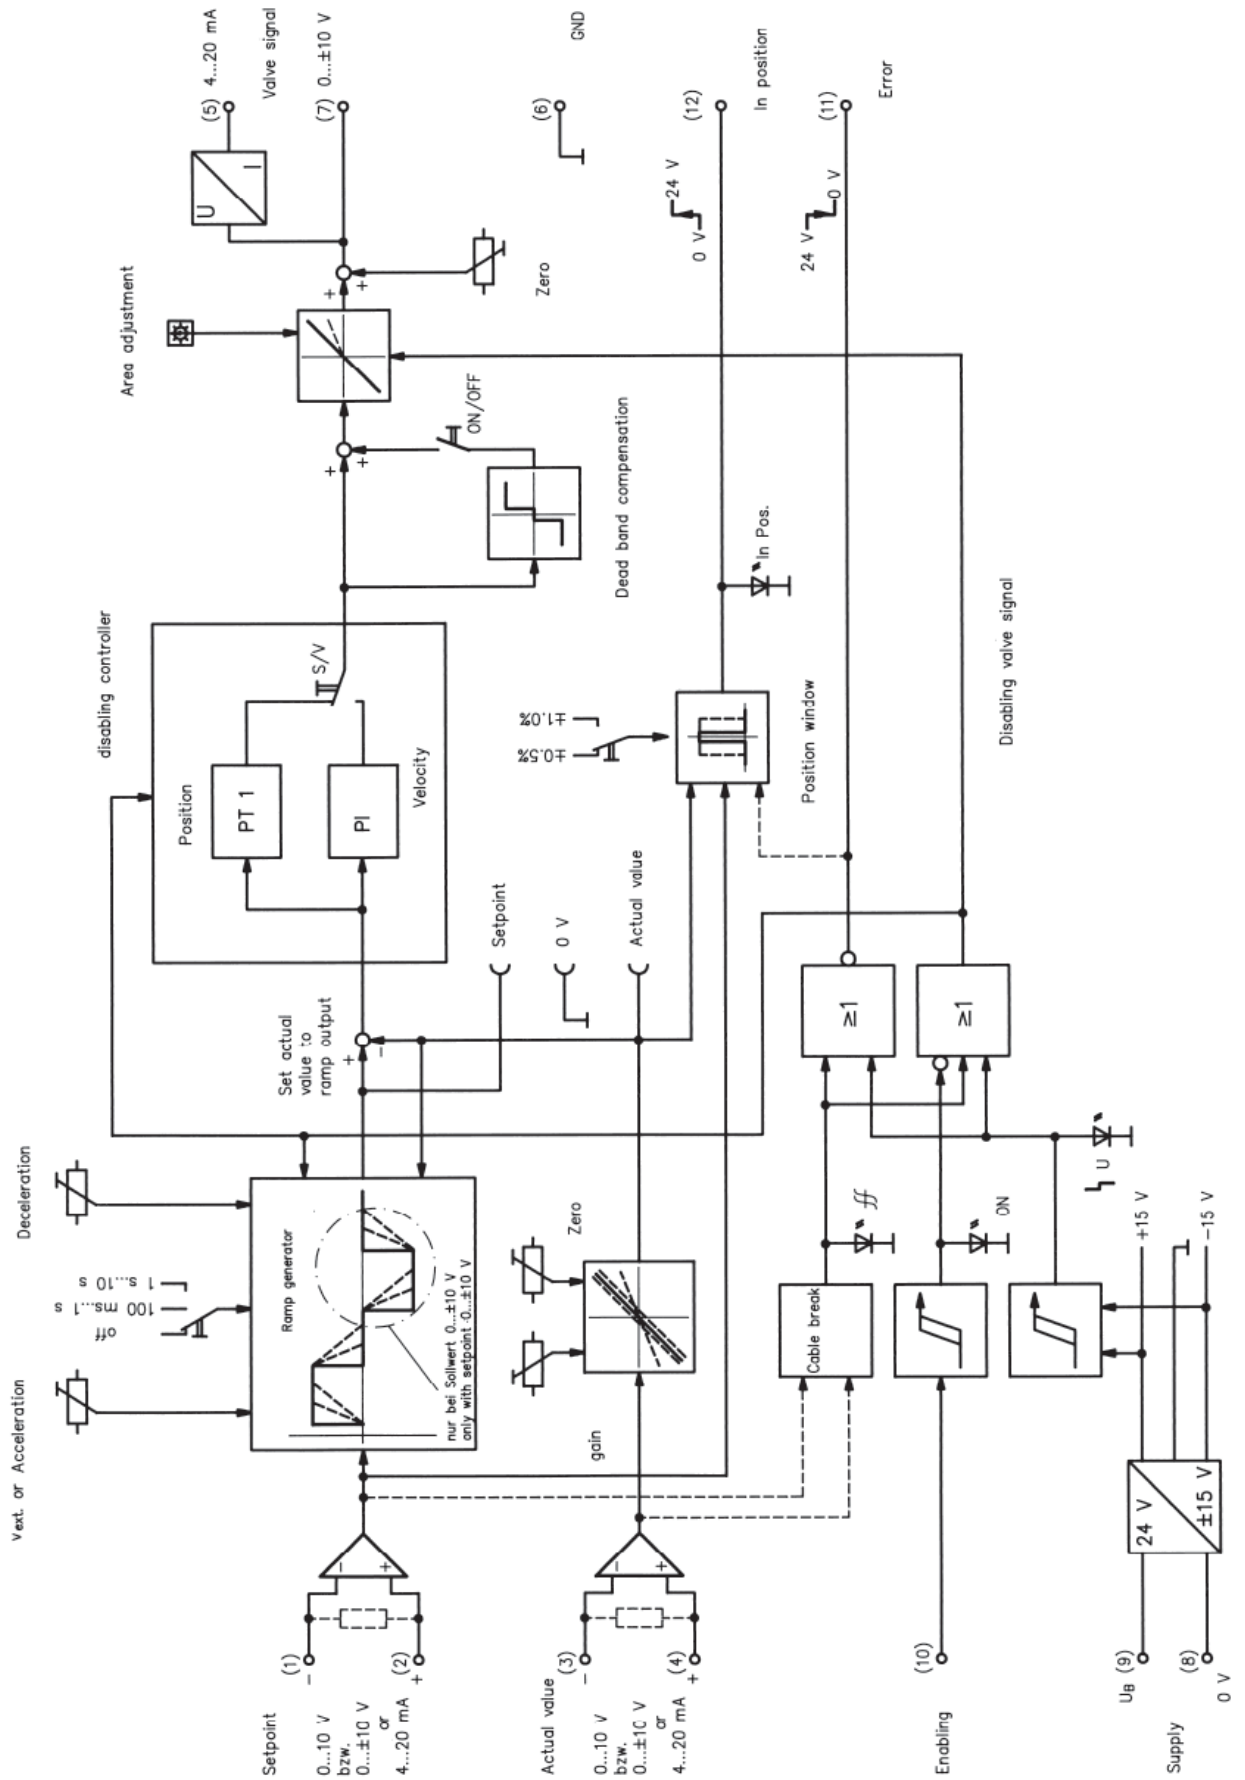 Vext. or Acceleration
off
100 ms...1 s
1 s...10 s
Deceleration
Setpoint
0...10 V
bzw.
0...±10 V
or
4...20 mA
(1)
-
(2)
+
-
+
Ramp generator
nur bei Sollwert 0...±10 V
only with setpoint 0...±10 V
Set actual
value to
ramp output
+
-
disabling controller
Position
PT 1
PI
Velocity
S/V
+
+
ON/OFF
Dead band compensation
Area adjustment
+
+
Zero
U
I
(5)
4...20 mA
Valve signal
(7)
0...±10 V
(6)
GND
Actual value
0...10 V
bzw.
0...±10 V
or
4...20 mA
(3)
-
(4)
+
-
+
gain
Zero
Setpoint
0 V
Actual value
±0.5%
±1.0%
Position window
In Pos.
0 V
24 V
(12)
In position
24 V
0 V
(11)
Error
Cable break
≥1
≥1
Disabling valve signal
Enabling
(10)
ON
U
Supply
UB (9)
(8)
0 V
24 V
±15 V
+15 V
-15 V